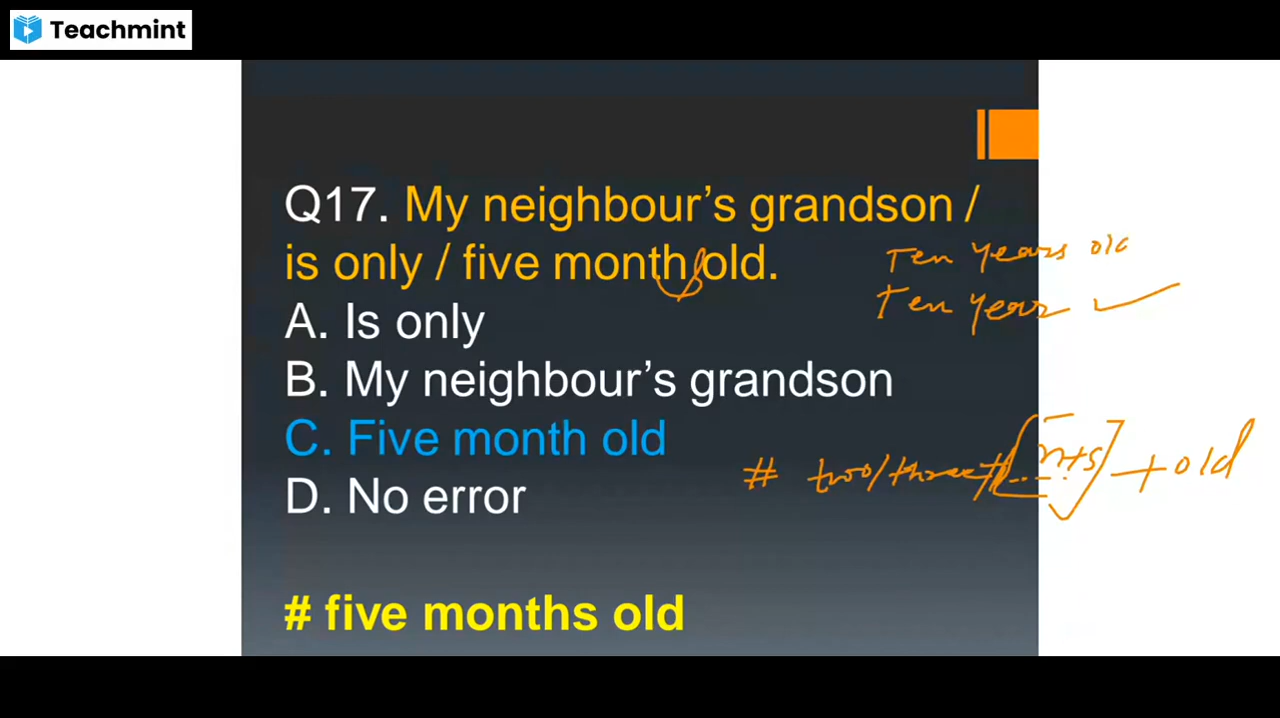 Teachmint
Q17. My neighbour's grandson /
is only / five month old.
Ten years old
Ten year
A. Is only
B. My neighbour's grandson
C. Five month old
# two/three
n+s] + old
D. No error
# five months old